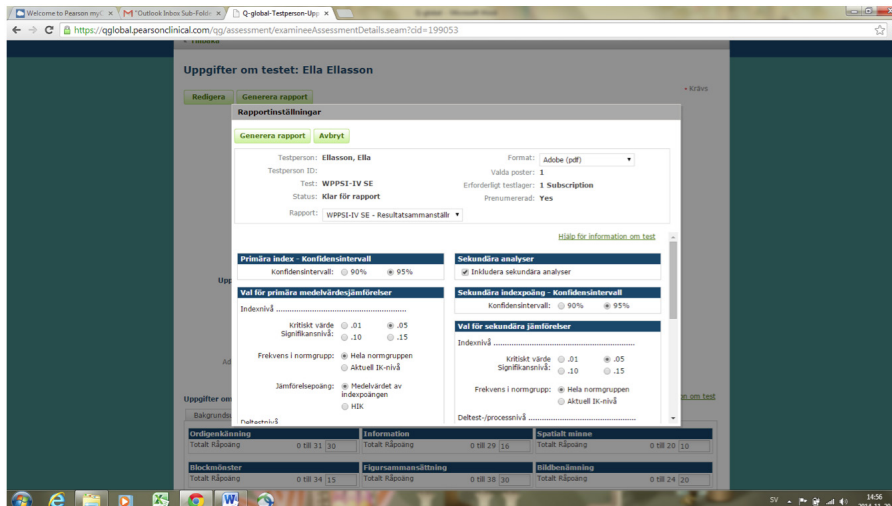 Welcome to Pearson my
"Outlook Inbox Sub-Folde
Q-global-Testperson-Upp
https://qglobal.pearsonclinical.com/qg/assessment/examineeAssessmentDetails.seam?cid=199053
Uppgifter om testet: Ella Ellasson
• Krävs
Redigera Generera rapport
Rapportinställningar
Generera rapport Avbryt
Testperson: Ellasson, Ella Format: Adobe (pdf)
Testperson ID: Valda poster: 1
Test: WPPSI-IV SE Erforderligt testlager: 1 Subscription
Status: Klar för rapport Prenumererad: Yes
Rapport: WPPSI-IV SE - Resultatsammanställr
Hjälp för information om test
Primära index - Konfidensintervall Sekundära analyser
Konfidensintervall: 90% 95% Inkludera sekundära analyser
Upp
Val för primära medelvärdesjämförelser Sekundära indexpoäng - Konfidensintervall
Indexnivå Konfidensintervall: 90% 95%
Kritiskt värde Signifikansnivå: .01 .05 .10 .15 Val för sekundära jämförelser
Indexnivå
Frekvens i normgrupp: Hela normgruppen Aktuell IK-nivå Kritiskt värde Signifikansnivå: .01 .05 .10 .15
Ad
Jämförelsepoäng: Medelvärdet av indexpoängen HIK Frekvens i normgrupp: Hela normgruppen Aktuell IK-nivå
Uppgifter om
on om test
Deltestnivå Deltest-/processnivå
Bakgrunds
Ordigenkänning Information Spatialt minne
Totalt Råpoäng 0 till 31 30 Totalt Råpoäng 0 till 29 16 Totalt Råpoäng 0 till 20 10
Blockmönster Figursammansättning Bildbenämning
Totalt Råpoäng 0 till 34 15 Totalt Råpoäng 0 till 38 30 Totalt Råpoäng 0 till 24 20
SV 14:56